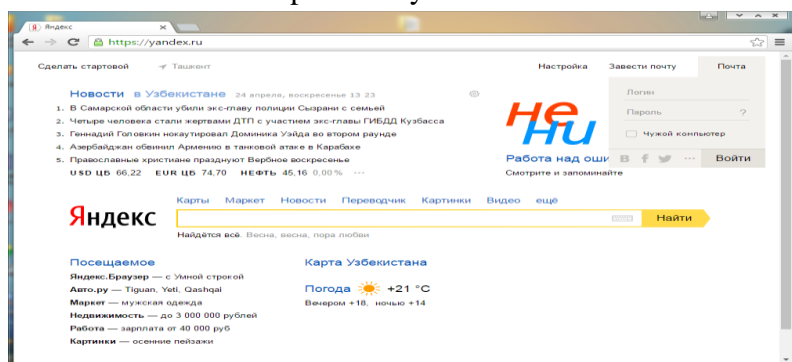 Яндекс
https://yandex.ru
Сделать стартовой Ташкент Настройка Завести почту Почта
Новости в Узбекистане 24 апреля, воскресенье 13 23
1. В Самарской области убили экс-главу полиции Сызрани с семьей
2. Четыре человека стали жертвами ДТП с участием экс-главы ГИБДД Кузбасса
3. Геннадий Головкин нокаутировал Доминика Уэйда во втором раунде
4. Азербайджан обвинил Армению в танковой атаке в Карабахе
5. Православные христиане празднуют Вербное воскресенье
USD ЦБ 66,22 EUR ЦБ 74,70 НЕФТЬ 45,16 0,00% ...
не
ни
Работа над оши
Смотрите и запоминайте
Логин
Пароль ?
Чужой компьютер
В f ... Войти
Карты Маркет Новости Переводчик Картинки Видео ещё
Яндекс Найти
Найдётся всё. Весна, весна, пора любви
Посещаемое
Яндекс.Браузер — с Умной строкой
Авто.ру — Tiguan, Yeti, Qashqai
Маркет — мужская одежда
Недвижимость — до 3 000 000 рублей
Работа — зарплата от 40 000 руб
Картинки — осенние пейзажи
Карта Узбекистана
Погода +21 °C
Вечером +18, ночью +14